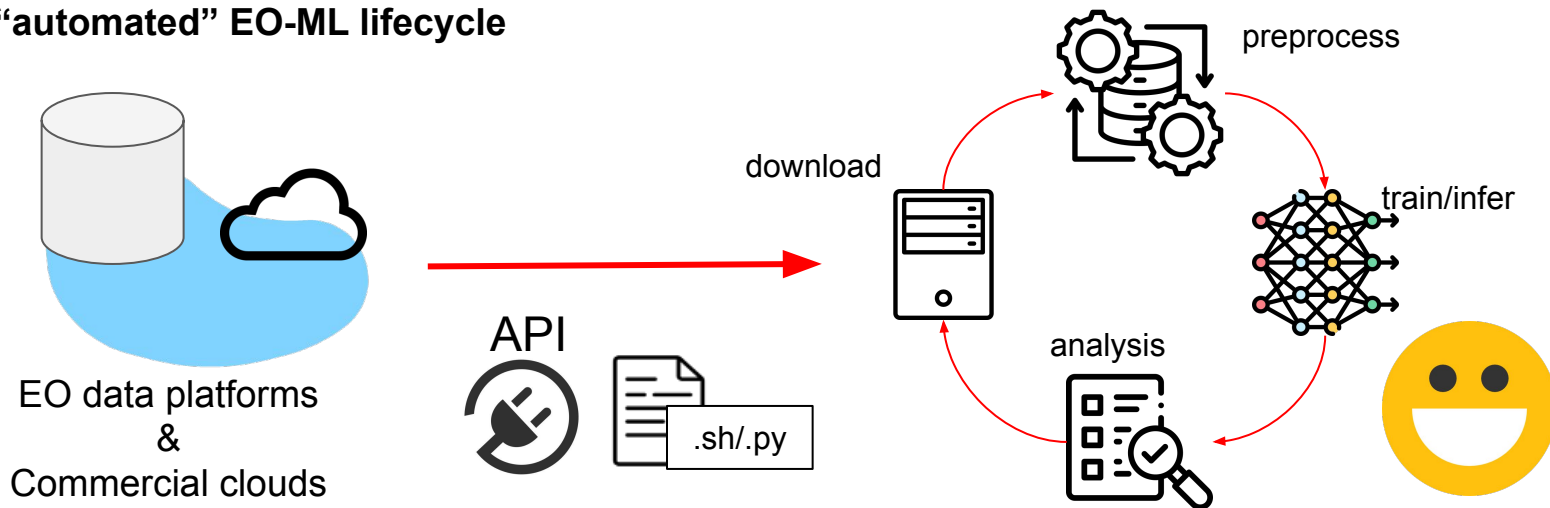 “automated” EO-ML lifecycle
preprocess
download
train/infer
API
analysis
.sh/.py
EO data platforms
&
Commercial clouds